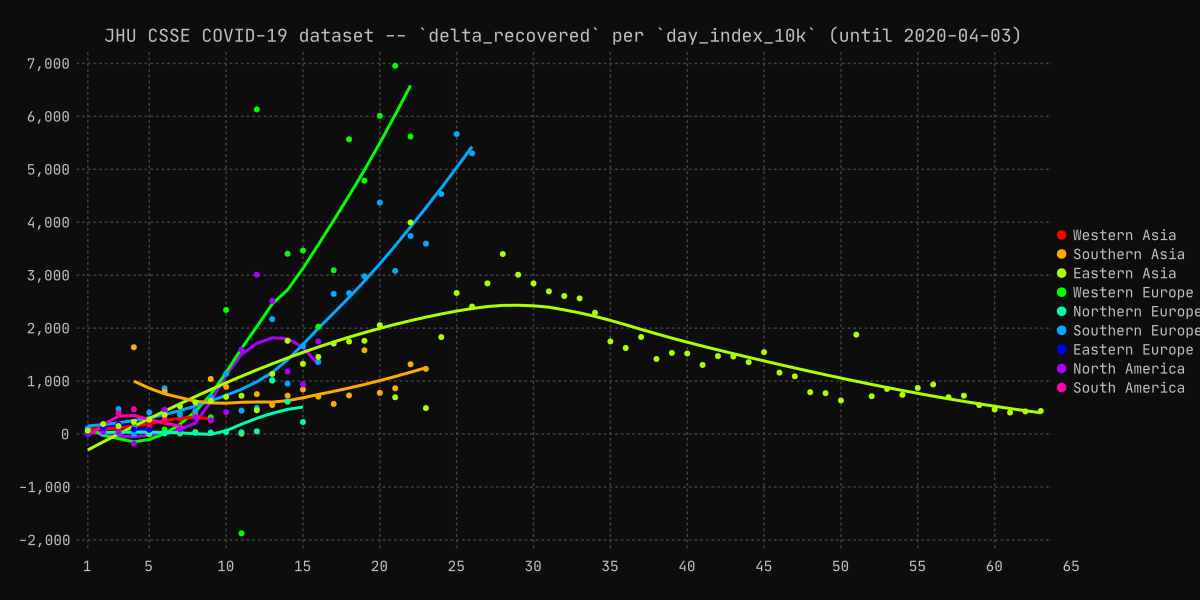 JHU CSSE COVID-19 dataset -- `delta_recovered` per `day_index_10k` (until 2020-04-03)
7,000
6,000
5,000
4,000
3,000
2,000
1,000
0
-1,000
-2,000
1 5 10 15 20 25 30 35 40 45 50 55 60 65
Western Asia
Southern Asia
Eastern Asia
Western Europe
Northern Europe
Southern Europe
Eastern Europe
North America
South America